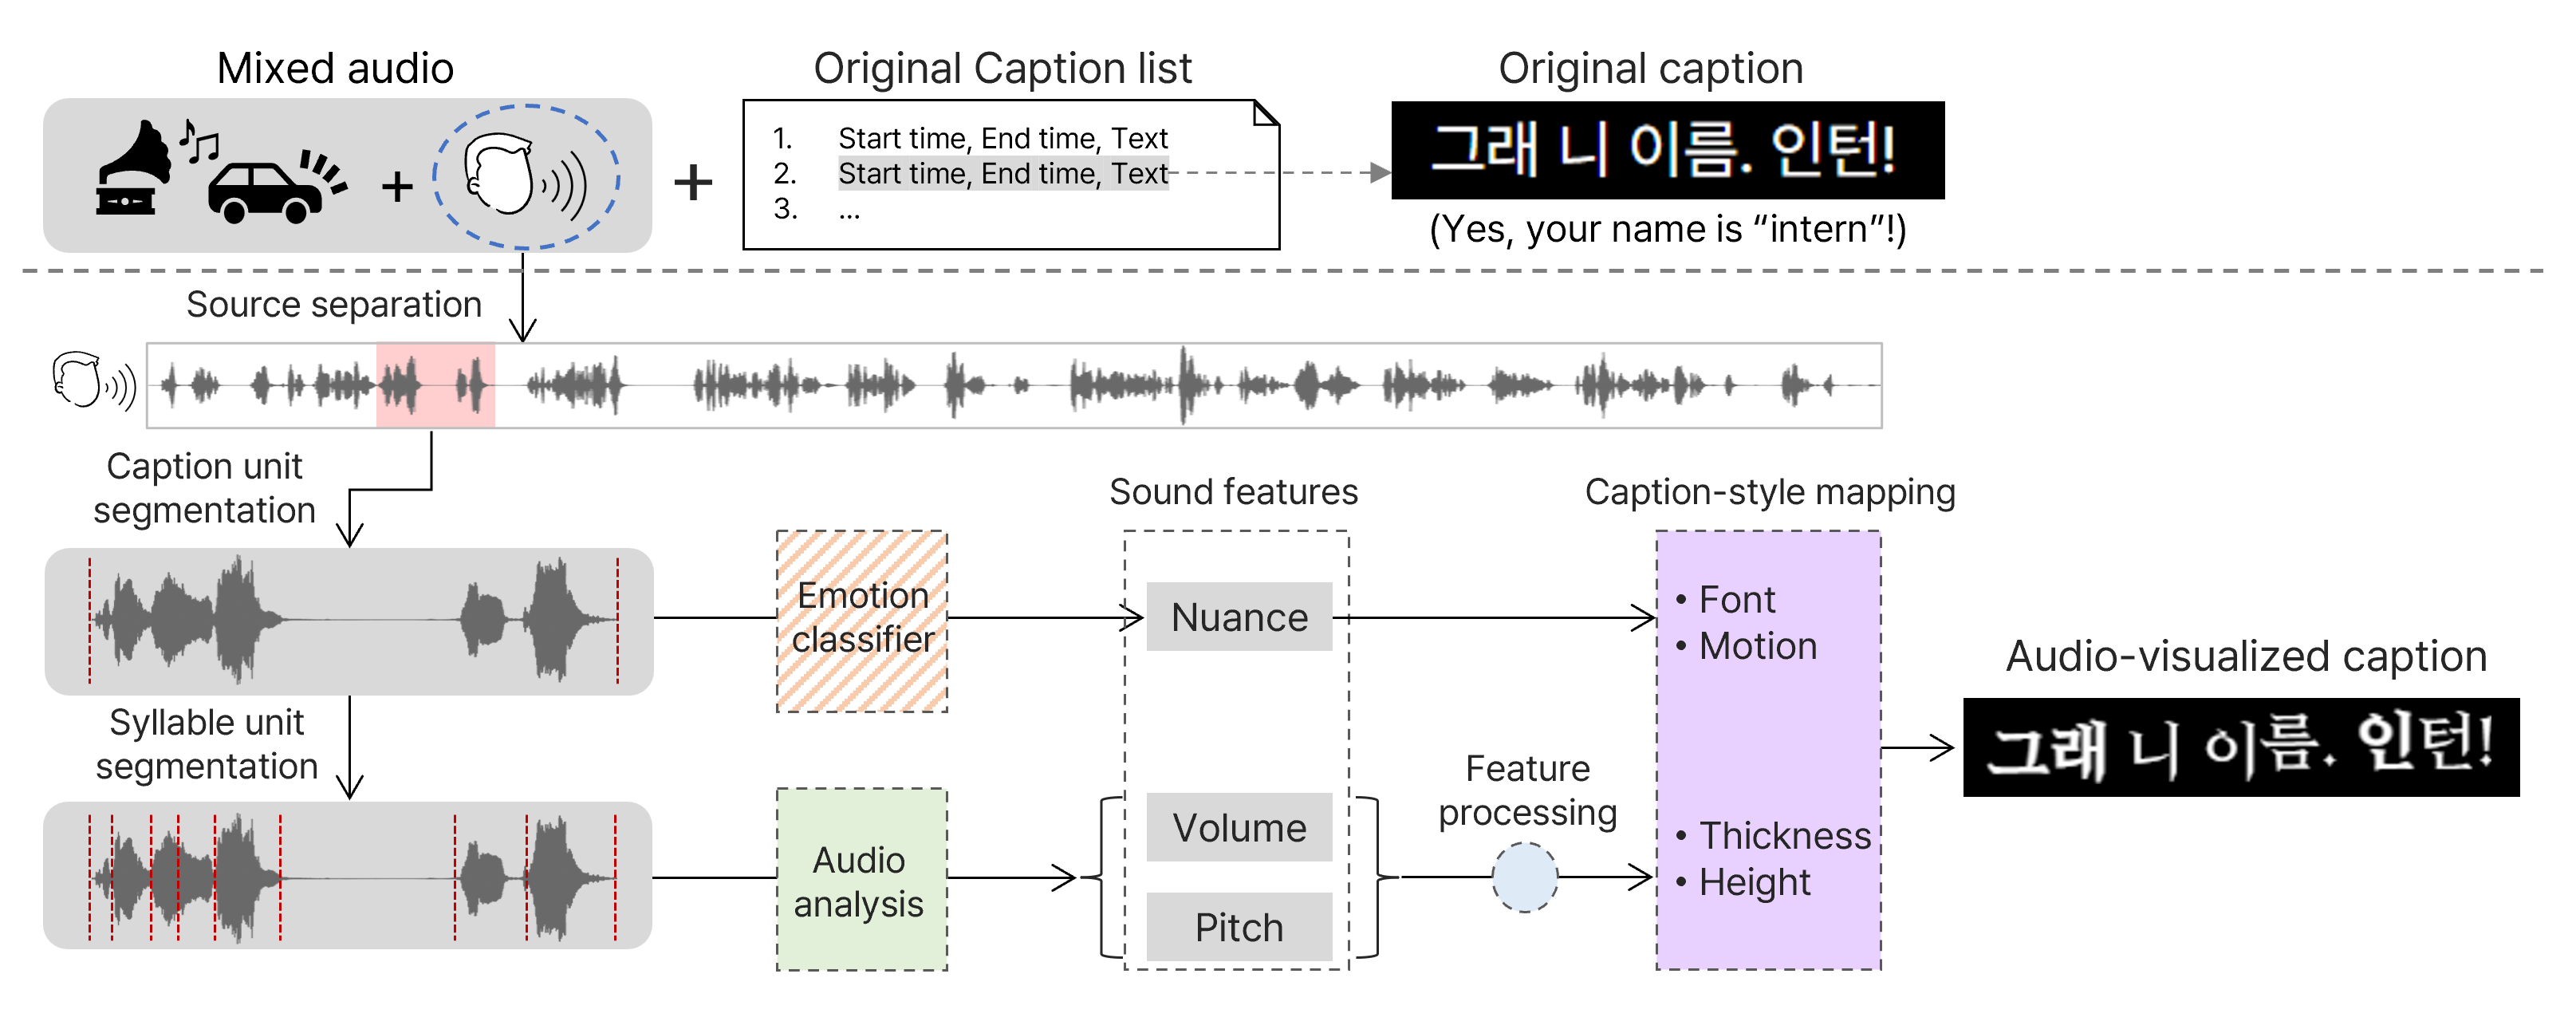 Mixed audio
Original Caption list
Original caption
1. Start time, End time, Text
2. Start time, End time, Text
3. ...
그래 니 이름. 인턴!
(Yes, your name is “intern”!)
Source separation
Caption unit
segmentation
Sound features
Caption-style mapping
Emotion
classifier
Nuance
• Font
• Motion
Audio-visualized caption
그래 니 이름. 인턴!
Syllable unit
segmentation
Feature
processing
Audio
analysis
Volume
Pitch
• Thickness
• Height